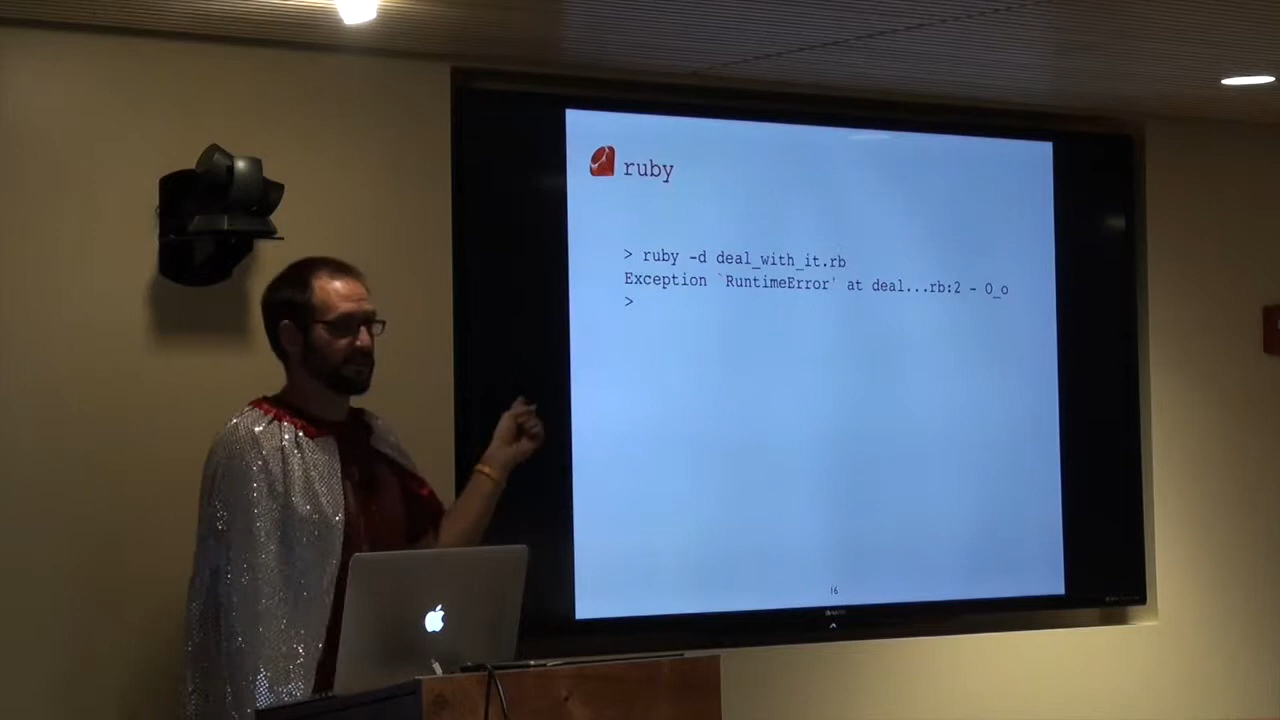 ruby
> ruby -d deal_with_it.rb
Exception `RuntimeError' at deal...rb:2 - O_o
>
16